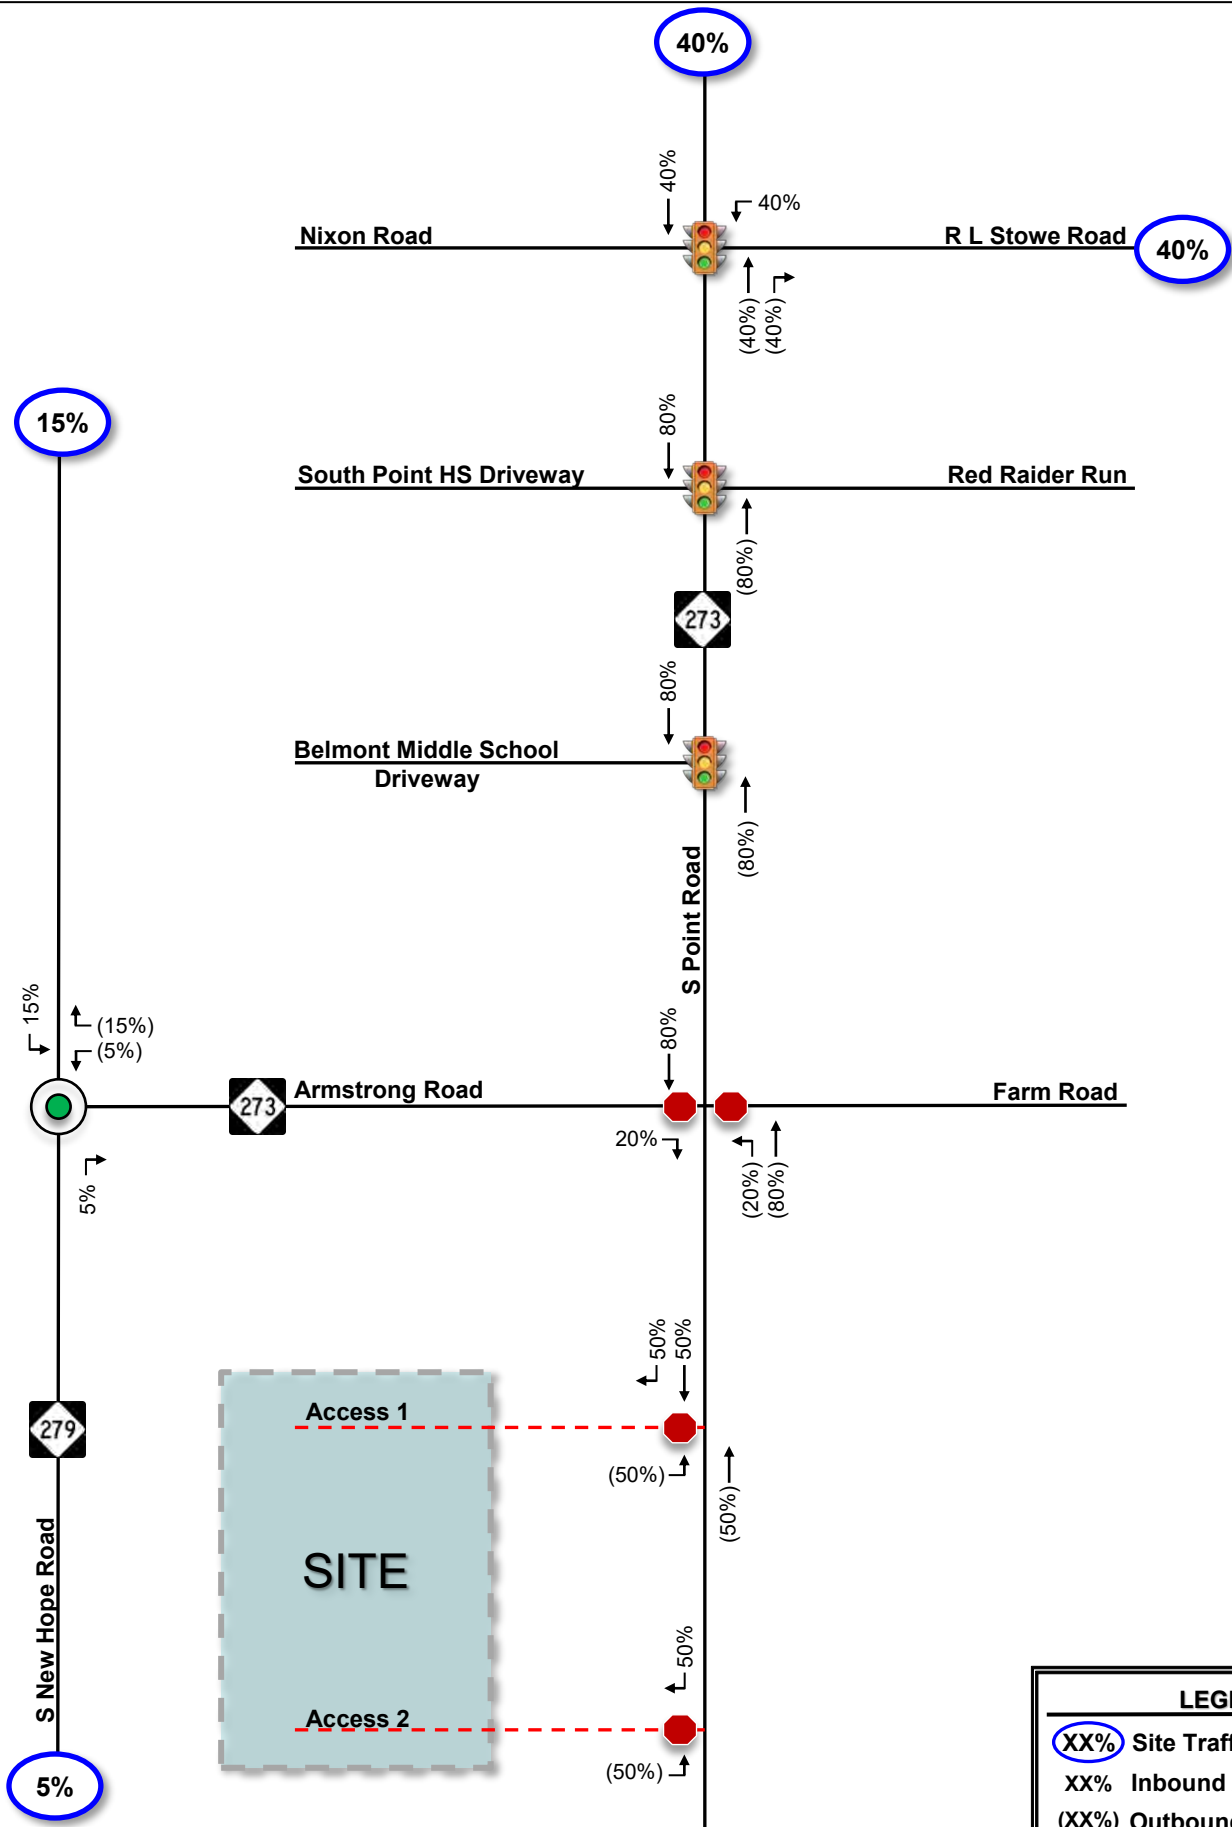 40%
40%
40%
Nixon Road
R L Stowe Road
40%
(40%)
(40%)
15%
80%
South Point HS Driveway
Red Raider Run
(80%)
273
80%
Belmont Middle School
Driveway
(80%)
S Point Road
15%
(15%)
(5%)
80%
273
Armstrong Road
Farm Road
20%
5%
(20%)
(80%)
50%
50%
Access 1
279
(50%)
(50%)
SITE
S New Hope Road
50%
Access 2
(50%)
5%
XX% Site
XX% Inbound
(XX%)